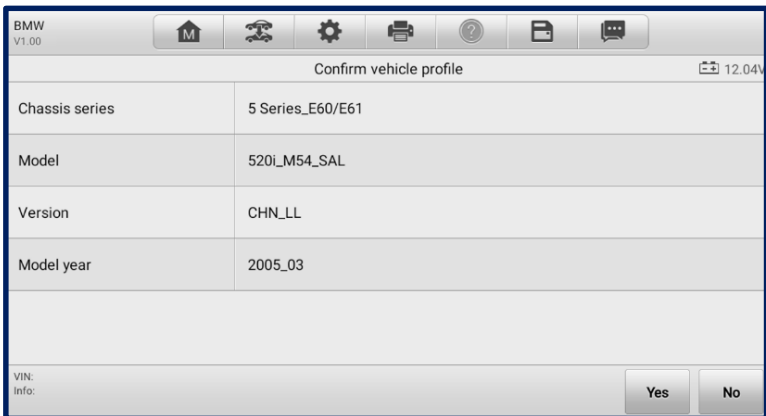 BMW
V1.00
M
Confirm vehicle profile
12.04V
Chassis series 5 Series_E60/E61
Model 520i_M54_SAL
Version CHN_LL
Model year 2005_03
VIN:
Info:
Yes No